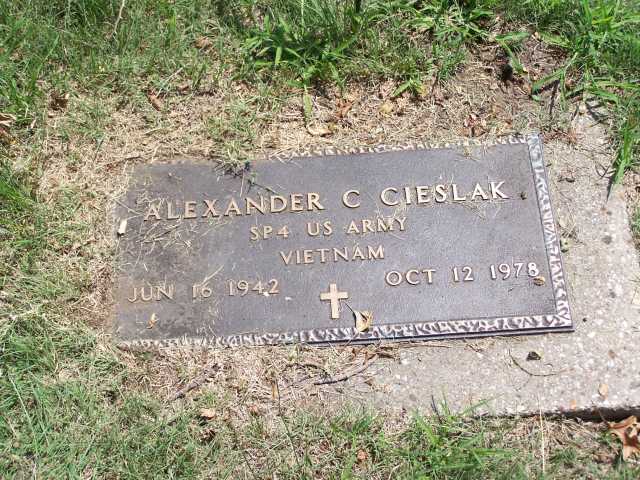 ALEXANDER C CIESLAK
SP4 US ARMY
VIETNAM
JUN 16 1942 OCT 12 1978